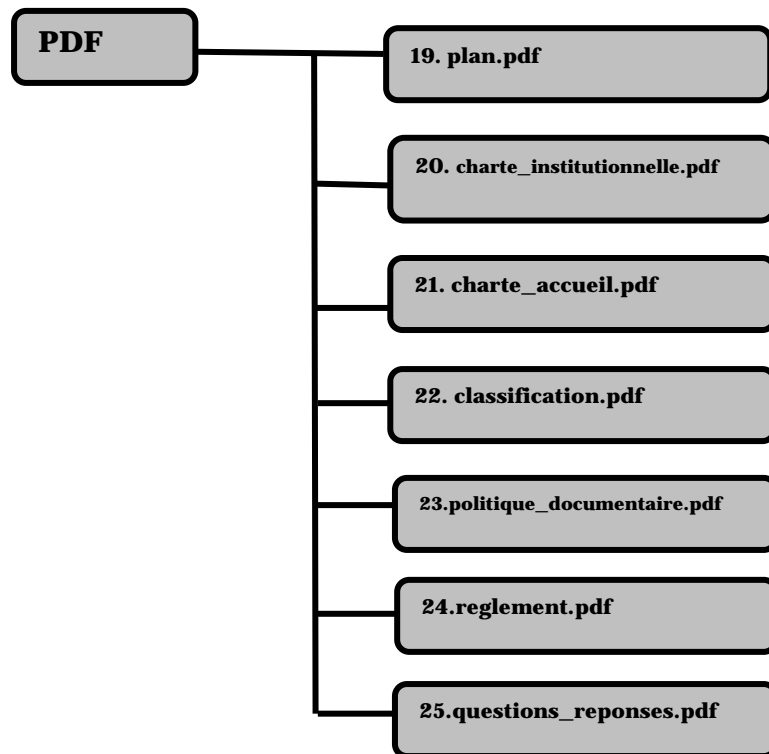 PDF
19. plan.pdf
20. charte_institutionnelle.pdf
21. charte_accueil.pdf
22. classification.pdf
23.politique_documentaire.pdf
24.reglement.pdf
25.questions_reponses.pdf